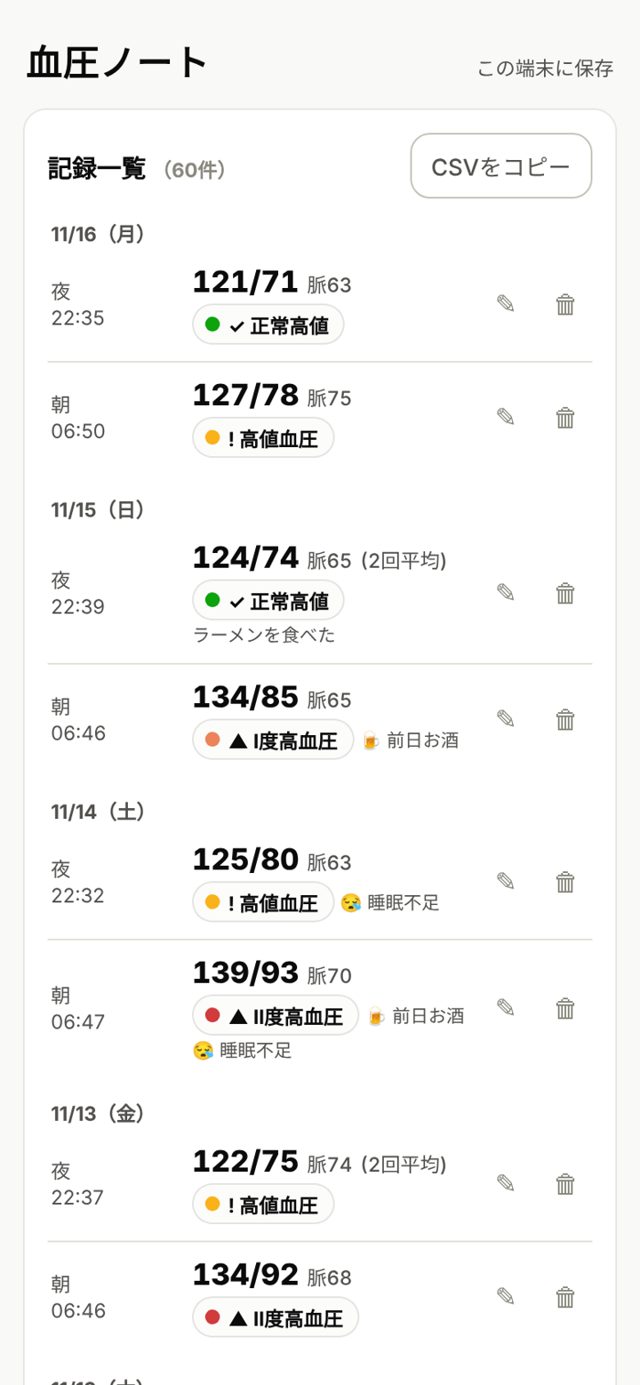 血圧ノート
この端末に保存
記録一覧 （60件）
CSVをコピー
11/16（月）
夜
22:35
121/71 脈63
✓ 正常高値
朝
06:50
127/78 脈75
! 高値血圧
11/15（日）
夜
22:39
124/74 脈65 (2回平均)
✓ 正常高値
ラーメンを食べた
朝
06:46
134/85 脈65
▲ I度高血圧 🍺 前日お酒
11/14（土）
夜
22:32
125/80 脈63
! 高値血圧 😪 睡眠不足
朝
06:47
139/93 脈70
▲ II度高血圧 🍺 前日お酒
😪 睡眠不足
11/13（金）
夜
22:37
122/75 脈74 (2回平均)
! 高値血圧
朝
06:46
134/92 脈68
▲ II度高血圧